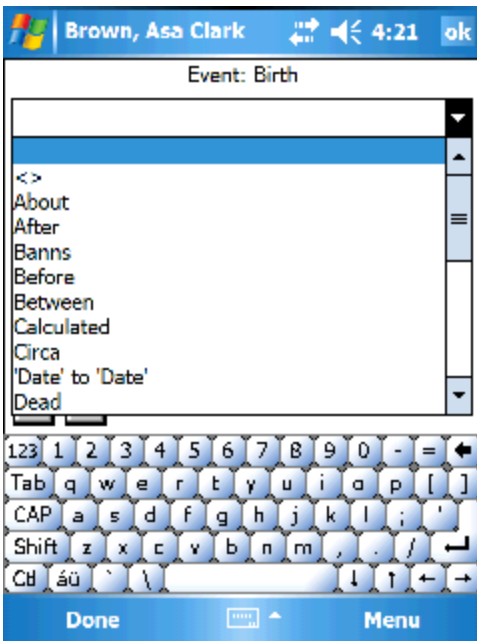 Brown, Asa Clark 4:21 ok
Event: Birth
<>
About
After
Banns
Before
Between
Calculated
Circa
'Date' to 'Date'
Dead
123 1 2 3 4 5 6 7 8 9 0 - =
Tab q w e r t y u i o p [ ]
CAP a s d f g h j k l ; '
Shift z x c v b n m , . /
Ctl áü ` \
Done Menu